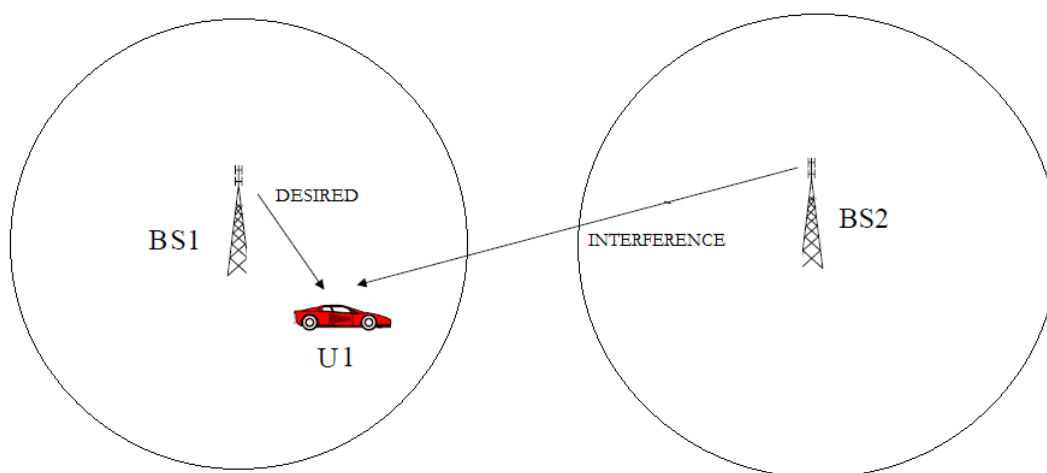 DESIRED
BS1
BS2
INTERFERENCE
U1